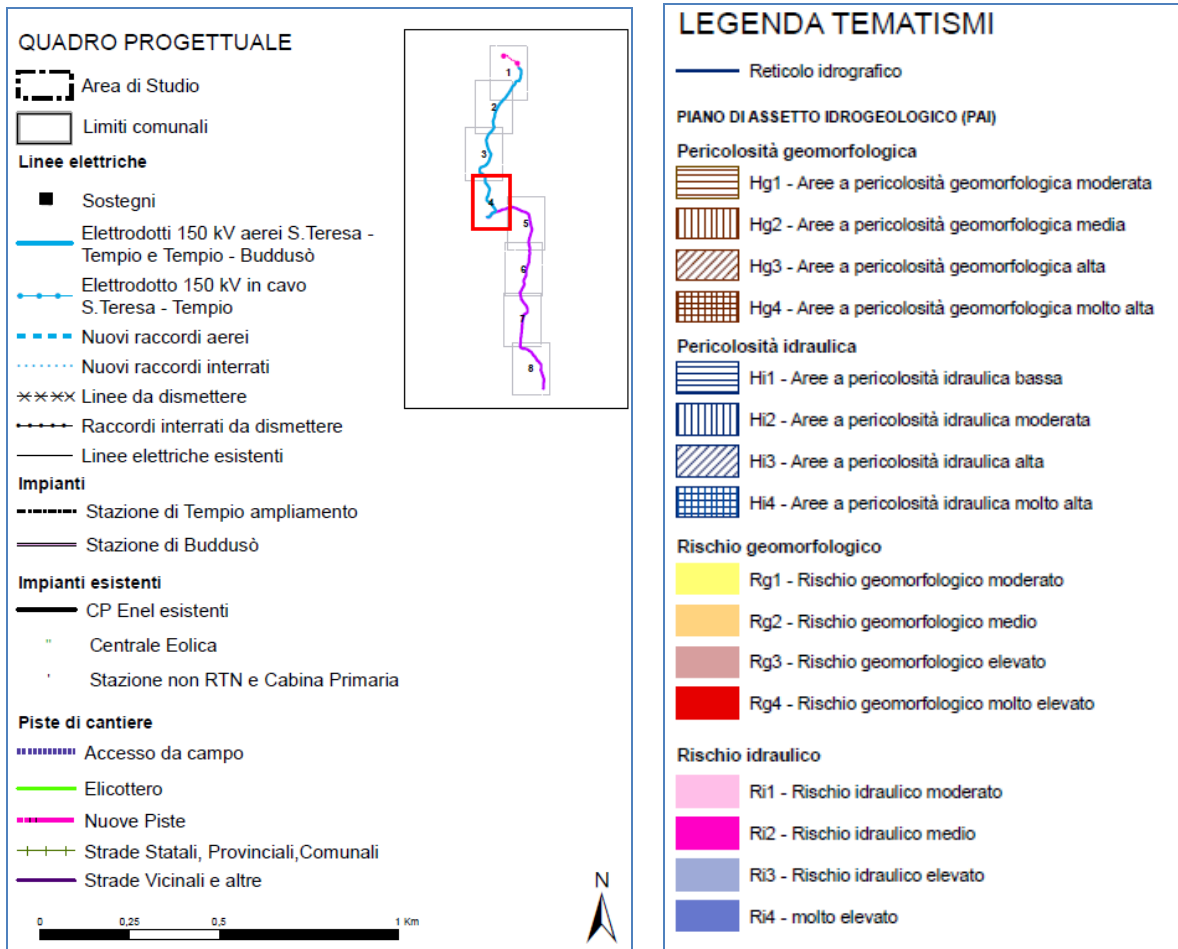 QUADRO PROGETTUALE
Area di Studio
Limiti comunali
Linee elettriche
Sostegni
Elettrodotti 150 kV aerei S.Teresa -
Tempio e Tempio - Buddusò
Elettrodotto 150 kV in cavo
S.Teresa - Tempio
Nuovi raccordi aerei
Nuovi raccordi interrati
Linee da dismettere
Raccordi interrati da dismettere
Linee elettriche esistenti
Impianti
Stazione di Tempio ampliamento
Stazione di Buddusò
Impianti esistenti
CP Enel esistenti
Centrale Eolica
Stazione non RTN e Cabina Primaria
Piste di cantiere
Accesso da campo
Elicottero
Nuove Piste
Strade Statali, Provinciali,Comunali
Strade Vicinali e altre
0 0,25 0,5 1 Km
N
1
2
3
4
5
6
7
8
LEGENDA TEMATISMI
Reticolo idrografico
PIANO DI ASSETTO IDROGEOLOGICO (PAI)
Pericolosità geomorfologica
Hg1 - Aree a pericolosità geomorfologica moderata
Hg2 - Aree a pericolosità geomorfologica media
Hg3 - Aree a pericolosità geomorfologica alta
Hg4 - Aree a pericolosità geomorfologica molto alta
Pericolosità idraulica
Hi1 - Aree a pericolosità idraulica bassa
Hi2 - Aree a pericolosità idraulica moderata
Hi3 - Aree a pericolosità idraulica alta
Hi4 - Aree a pericolosità idraulica molto alta
Rischio geomorfologico
Rg1 - Rischio geomorfologico moderato
Rg2 - Rischio geomorfologico medio
Rg3 - Rischio geomorfologico elevato
Rg4 - Rischio geomorfologico molto elevato
Rischio idraulico
Ri1 - Rischio idraulico moderato
Ri2 - Rischio idraulico medio
Ri3 - Rischio idraulico elevato
Ri4 - molto elevato